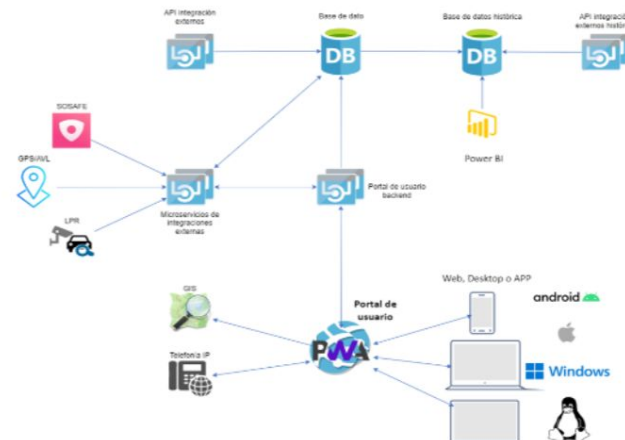 API integración
externos
Base de dato
Base de datos histórica
API integració
externos histór
DB
DB
SOSAFE
Power BI
GPS/AVL
Portal de usuario
backend
Microservicios de
integraciones
externas
LPR
Web, Desktop o APP
GIS
android
Portal de
usuario
PWA
Telefonía IP
Windows